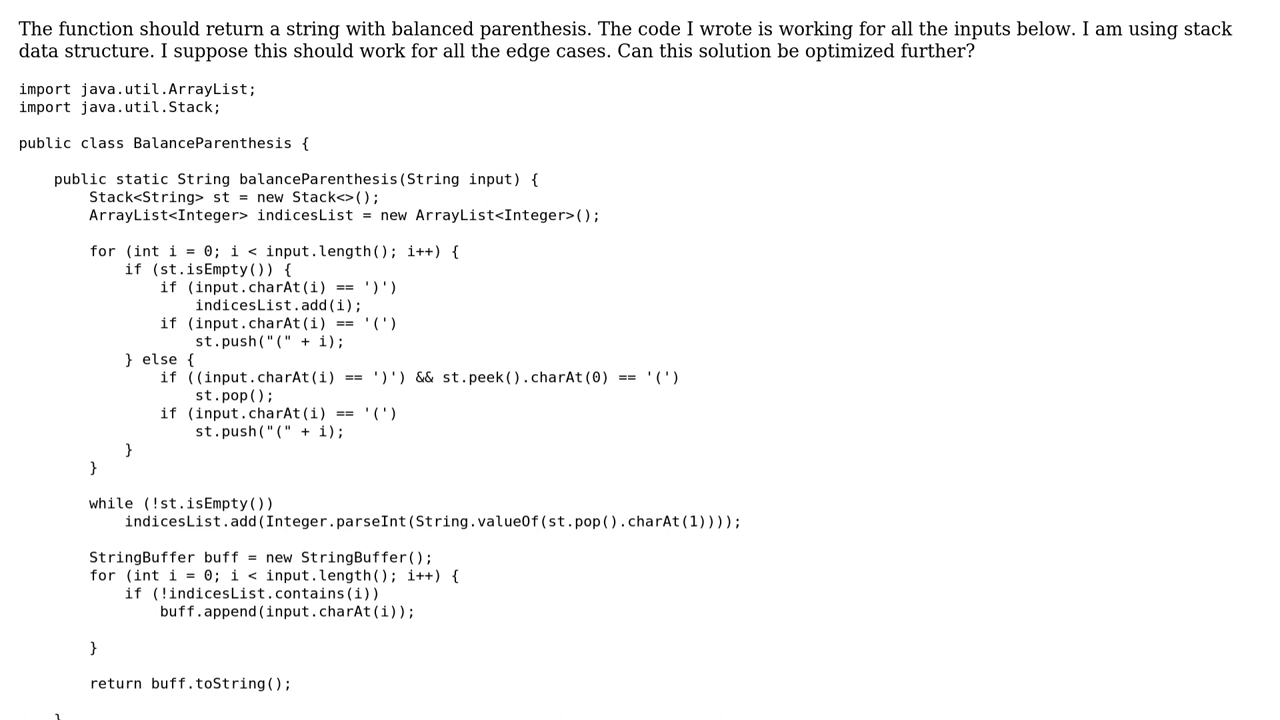 The function should return a string with balanced parenthesis. The code I wrote is working for all the inputs below. I am using stack
data structure. I suppose this should work for all the edge cases. Can this solution be optimized further?
import java.util.ArrayList;
import java.util.Stack;
public class BalanceParenthesis {
    public static String balanceParenthesis(String input) {
        Stack<String> st = new Stack<>();
        ArrayList<Integer> indicesList = new ArrayList<Integer>();
        for (int i = 0; i < input.length(); i++) {
            if (st.isEmpty()) {
                if (input.charAt(i) == ')')
                    indicesList.add(i);
                if (input.charAt(i) == '(')
                    st.push("(" + i);
            } else {
                if ((input.charAt(i) == ')') && st.peek().charAt(0) == '(')
                    st.pop();
                if (input.charAt(i) == '(')
                    st.push("(" + i);
            }
        }
        while (!st.isEmpty())
            indicesList.add(Integer.parseInt(String.valueOf(st.pop().charAt(1))));
        StringBuffer buff = new StringBuffer();
        for (int i = 0; i < input.length(); i++) {
            if (!indicesList.contains(i))
                buff.append(input.charAt(i));
        }
        return buff.toString();
    }